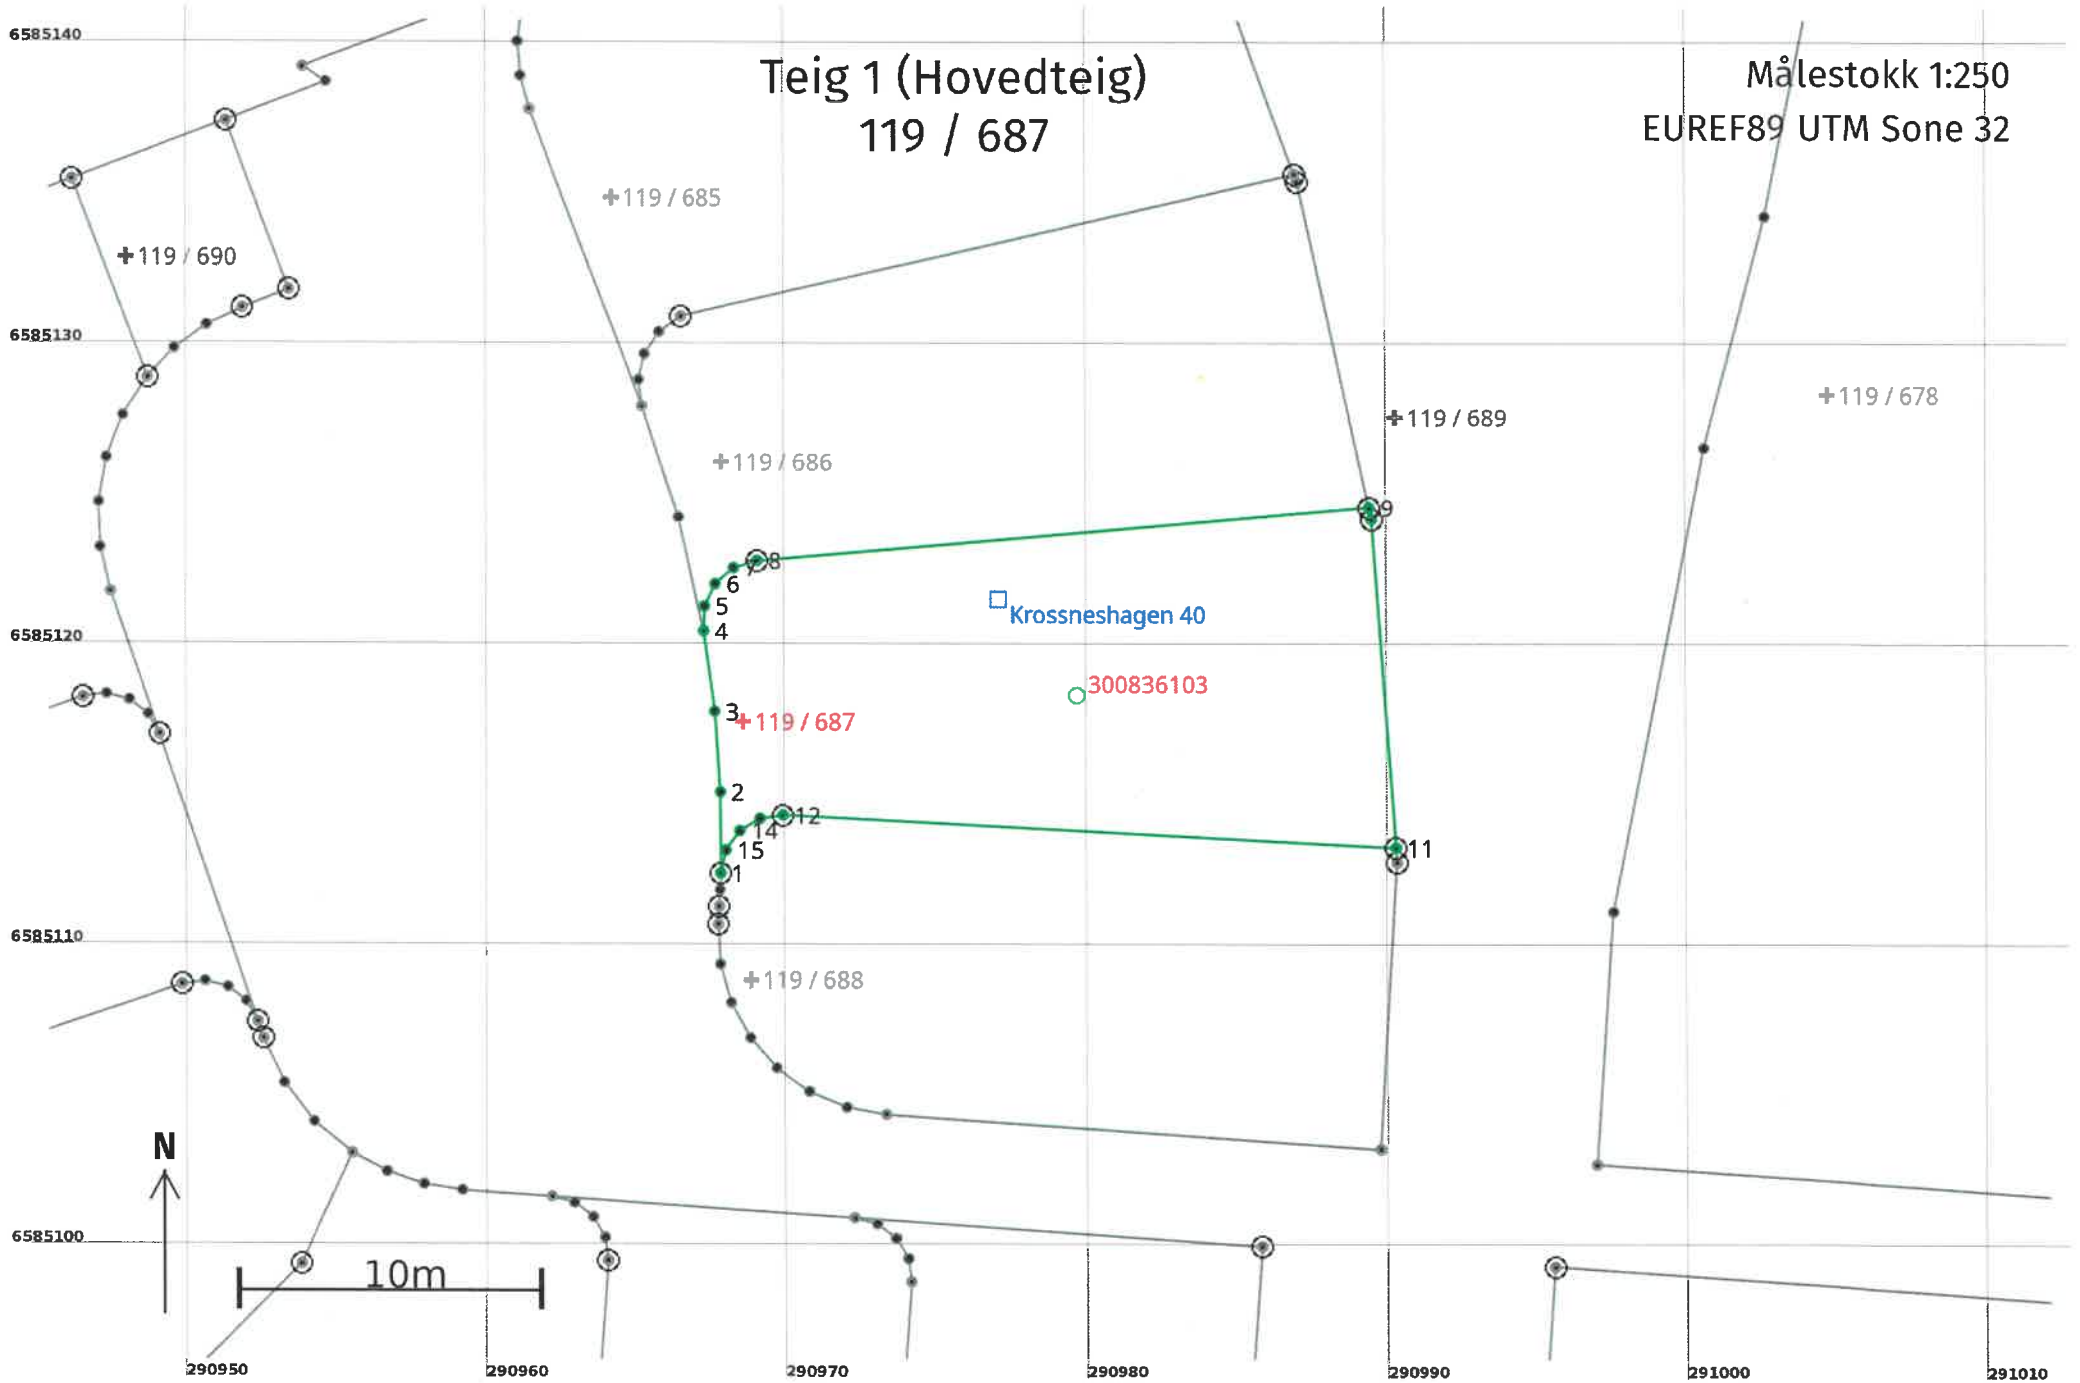 6585140
Teig 1 (Hovedteig)
119 / 687
Målestokk 1:250
EUREF89 UTM Sone 32
+119 / 685
+119 / 690
6585130
+119 / 678
+119 / 689
+119 / 686
9
8
7
6
5
4
Krossneshagen 40
6585120
300836103
3
+119 / 687
2
12
14
15
11
1
6585110
+119 / 688
N
6585100
10m
290950
290960
290970
290980
290990
291000
291010